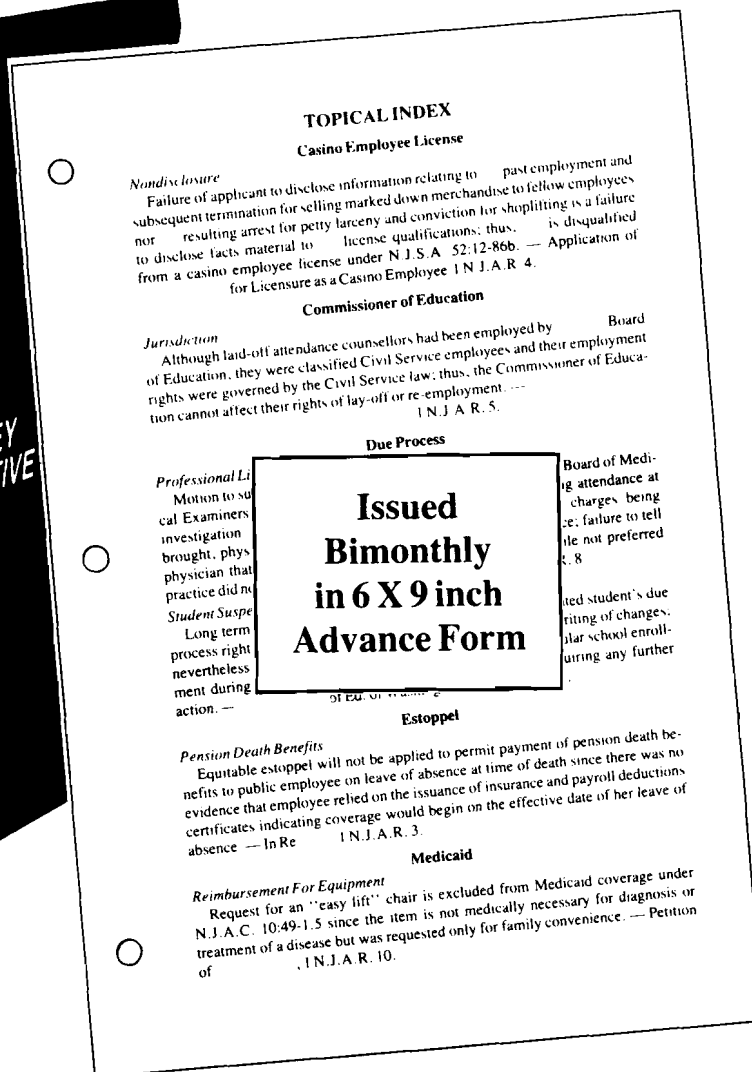 TOPICAL INDEX
Casino Employee License
Nondisclosure
Failure of applicant to disclose information relating to past employment and
subsequent termination for selling marked down merchandise to fellow employees
nor resulting arrest for petty larceny and conviction for shoplifting is a failure
to disclose facts material to license qualifications; thus, is disqualified
from a casino employee license under N.J.S.A 52:12-86b. — Application of
for Licensure as a Casino Employee 1 N J.A.R 4.
Commissioner of Education
Jurisdiction
Although laid-off attendance counsellors had been employed by Board
of Education, they were classified Civil Service employees and their employment
rights were governed by the Civil Service law; thus, the Commissioner of Educa-
tion cannot affect their rights of lay-off or re-employment. ---
1 N.J A R. 5.
Due Process
Professional Li
Board of Medi-
Motion to su
ng attendance at
cal Examiners
charges being
investigation
ce; failure to tell
brought, phys
ile not preferred
physician that
R. 8
practice did no
Student Suspe
ited student's due
Long term
riting of changes;
process right
ular school enroll-
nevertheless
uiring any further
ment during
action. —
Issued
Bimonthly
in 6 X 9 inch
Advance Form
Estoppel
Pension Death Benefits
Equitable estoppel will not be applied to permit payment of pension death be-
nefits to public employee on leave of absence at time of death since there was no
evidence that employee relied on the issuance of insurance and payroll deductions
certificates indicating coverage would begin on the effective date of her leave of
absence — In Re 1 N.J.A.R. 3.
Medicaid
Reimbursement For Equipment
Request for an "easy lift" chair is excluded from Medicaid coverage under
N.J.A.C. 10:49-1.5 since the item is not medically necessary for diagnosis or
treatment of a disease but was requested only for family convenience. — Petition
of , 1 N.J.A.R. 10.
EY
TIVE